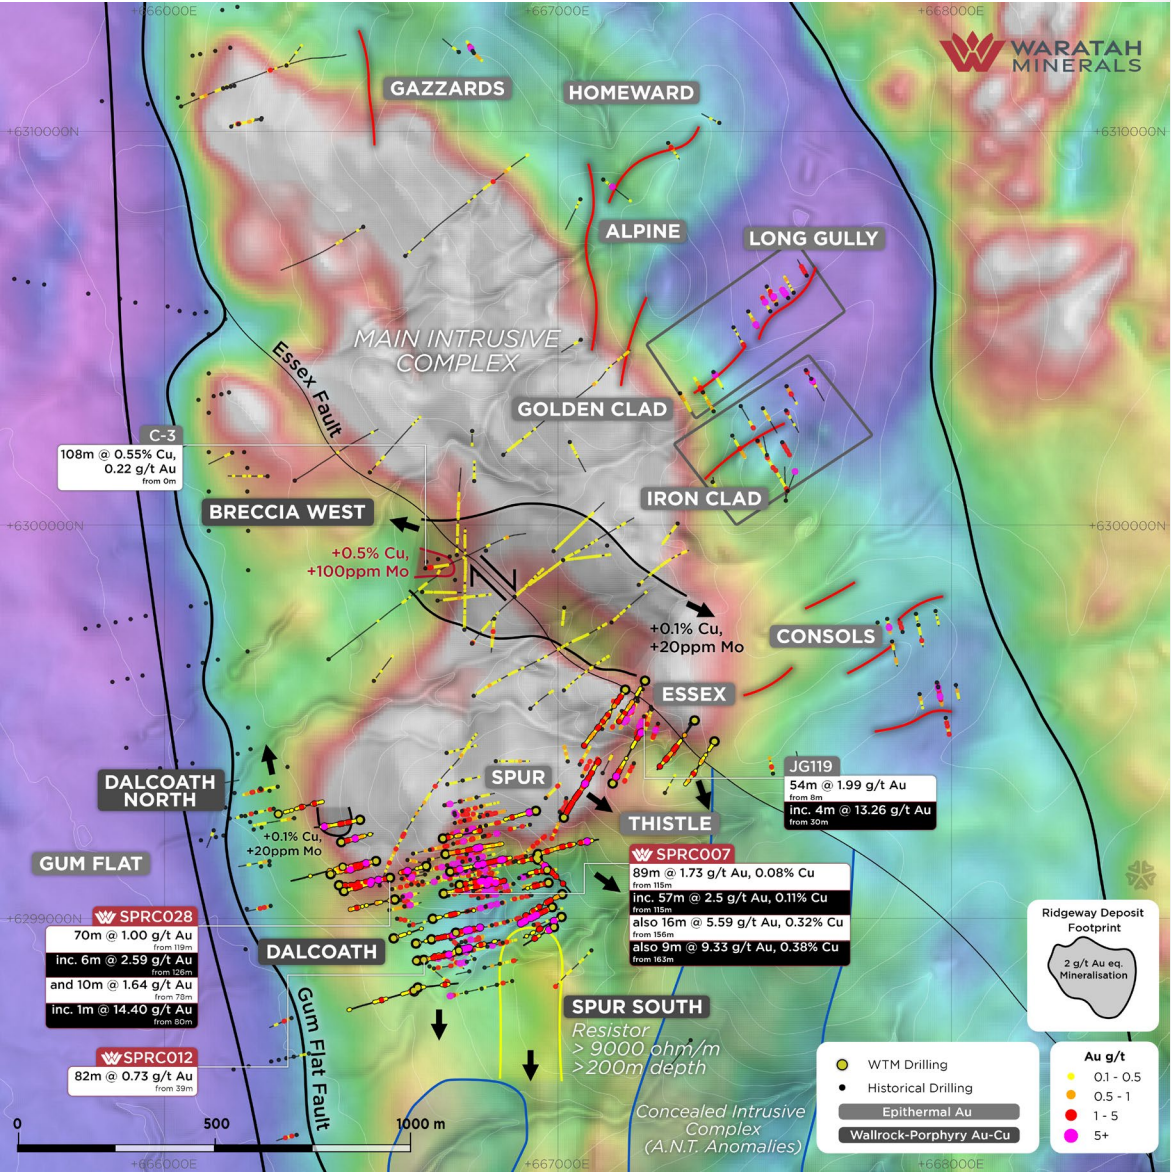 +666000E
+667000E
+668000E
WARATAH
MINERALS
GAZZARDS
HOMEWARD
+6310000N
+6310000N
ALPINE
LONG GULLY
MAIN INTRUSIVE
COMPLEX
Essex Fault
GOLDEN CLAD
C-3
108m @ 0.55% Cu,
0.22 g/t Au
from 0m
IRON CLAD
BRECCIA WEST
+6300000N
+6300000N
+0.5% Cu,
+100ppm Mo
+0.1% Cu,
+20ppm Mo
CONSOLS
ESSEX
DALCOATH
NORTH
SPUR
JG119
54m @ 1.99 g/t Au
from 8m
inc. 4m @ 13.26 g/t Au
from 30m
THISTLE
+0.1% Cu,
+20ppm Mo
GUM FLAT
SPRC007
89m @ 1.73 g/t Au, 0.08% Cu
from 115m
inc. 57m @ 2.5 g/t Au, 0.11% Cu
from 115m
also 16m @ 5.59 g/t Au, 0.32% Cu
from 156m
also 9m @ 9.33 g/t Au, 0.38% Cu
from 163m
+6299000N
SPRC028
70m @ 1.00 g/t Au
from 119m
inc. 6m @ 2.59 g/t Au
from 126m
and 10m @ 1.64 g/t Au
from 78m
inc. 1m @ 14.40 g/t Au
from 80m
DALCOATH
Ridgeway Deposit
Footprint
2 g/t Au eq.
Mineralisation
SPUR SOUTH
Resistor
> 9000 ohm/m
>200m depth
Gum Flat Fault
SPRC012
82m @ 0.73 g/t Au
from 39m
Concealed Intrusive
Complex
(A.N.T. Anomalies)
WTM Drilling
Historical Drilling
Epithermal Au
Wallrock-Porphyry Au-Cu
Au g/t
0.1 - 0.5
0.5 - 1
1 - 5
5+
0
500
1000 m
+666000E
+667000E
+668000E